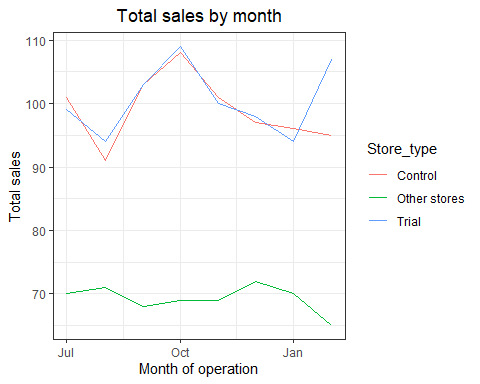 Total sales by month
Total sales
110
100
90
80
70
Jul
Oct
Jan
Month of operation
Store_type
Control
Other stores
Trial